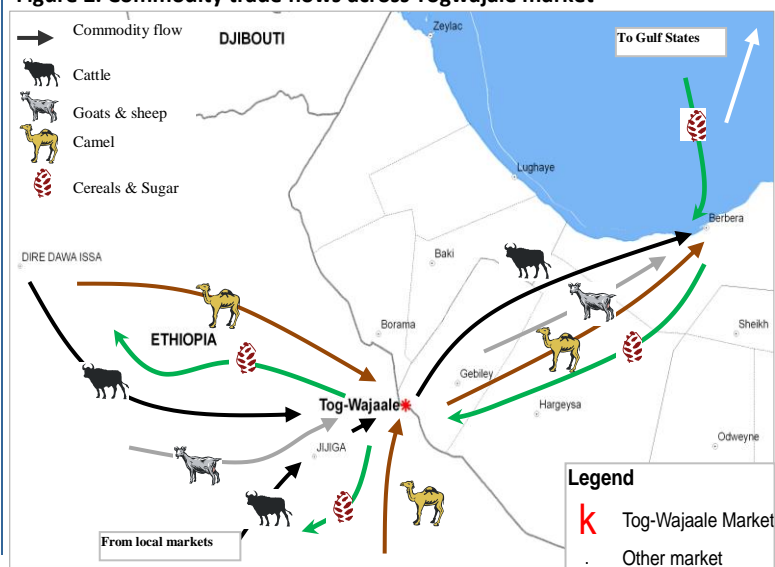 Figure 2: Commodity trade flows across Togwajale market
Commodity flow
DJIBOUTI
Zeylac
To Gulf States
Cattle
Goats & sheep
Camel
Cereals & Sugar
Lughaye
Berbera
DIRE DAWA ISSA
Baki
Borama
Sheikh
ETHIOPIA
Gebiley
Tog-Wajaale
Hargeysa
JIJIGA
Odweyne
From local markets
Legend
k Tog-Wajaale Market
. Other market